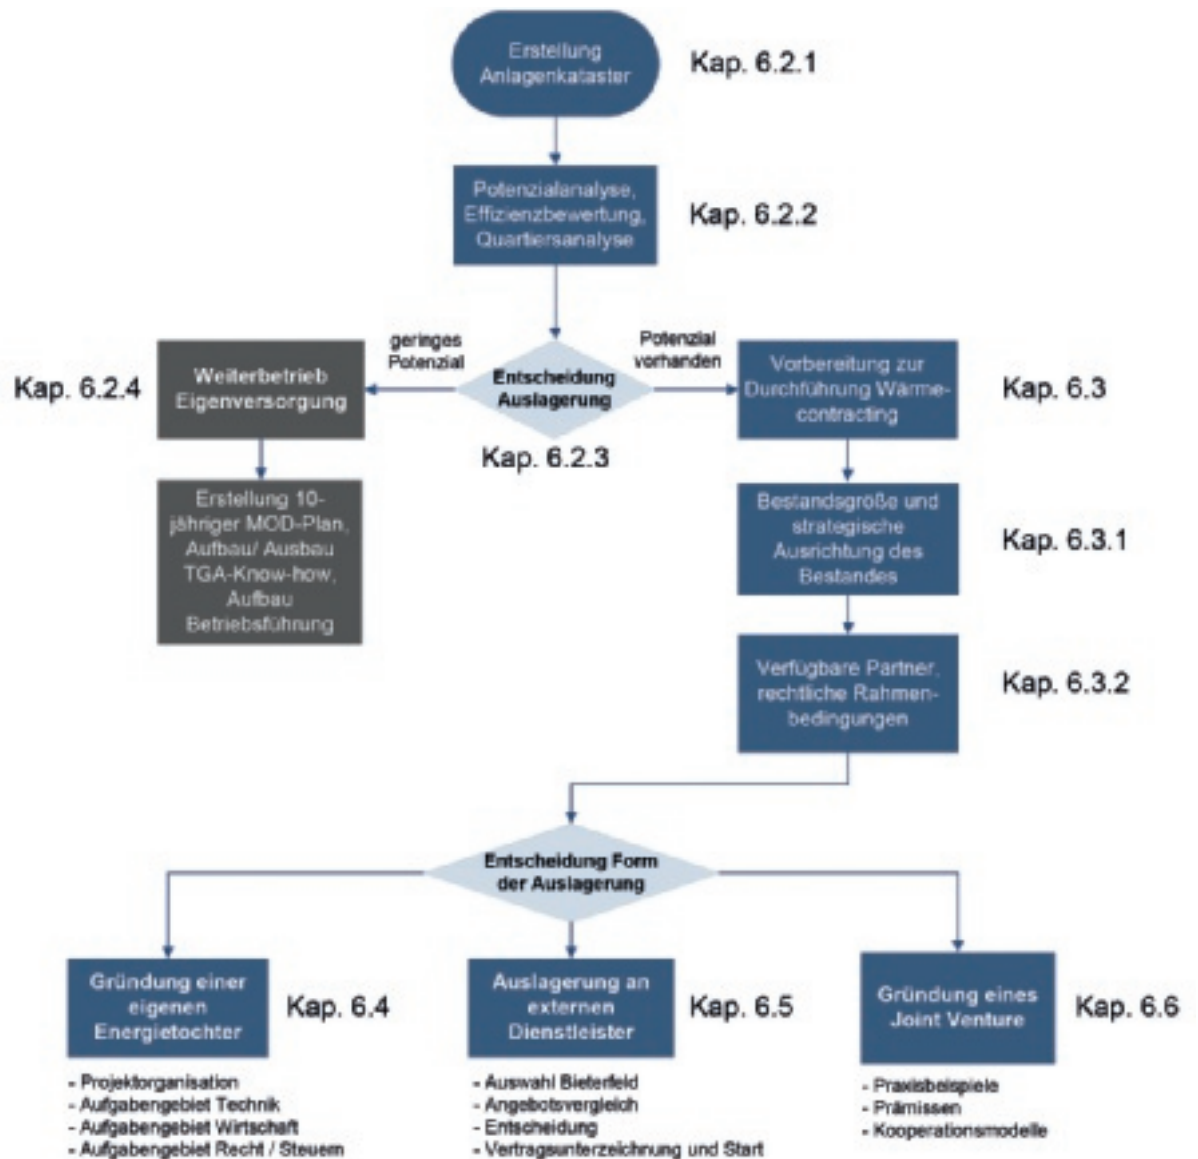 Erstellung
Anlagenkataster
Kap. 6.2.1
Potenzialanalyse,
Effizienzbewertung,
Quartiersanalyse
Kap. 6.2.2
geringes
Potenzial
Potenzial
vorhanden
Kap. 6.2.4
Weiterbetrieb
Eigenversorgung
Entscheidung
Auslagerung
Kap. 6.2.3
Vorbereitung zur
Durchführung Wärme-
contracting
Kap. 6.3
Erstellung 10-
jähriger MOD-Plan,
Aufbau/ Ausbau
TGA-Know-how,
Aufbau
Betriebsführung
Bestandsgröße und
strategische
Ausrichtung des
Bestandes
Kap. 6.3.1
Verfügbare Partner,
rechtliche Rahmen-
bedingungen
Kap. 6.3.2
Entscheidung Form
der Auslagerung
Gründung einer
eigenen
Energietochter
Kap. 6.4
- Projektorganisation
- Aufgabengebiet Technik
- Aufgabengebiet Wirtschaft
- Aufgabengebiet Recht / Steuern
Auslagerung an
externen
Dienstleister
Kap. 6.5
- Auswahl Bieterfeld
- Angebotsvergleich
- Entscheidung
- Vertragsunterzeichnung und Start
Gründung eines
Joint Venture
Kap. 6.6
- Praxisbeispiele
- Prämissen
- Kooperationsmodelle